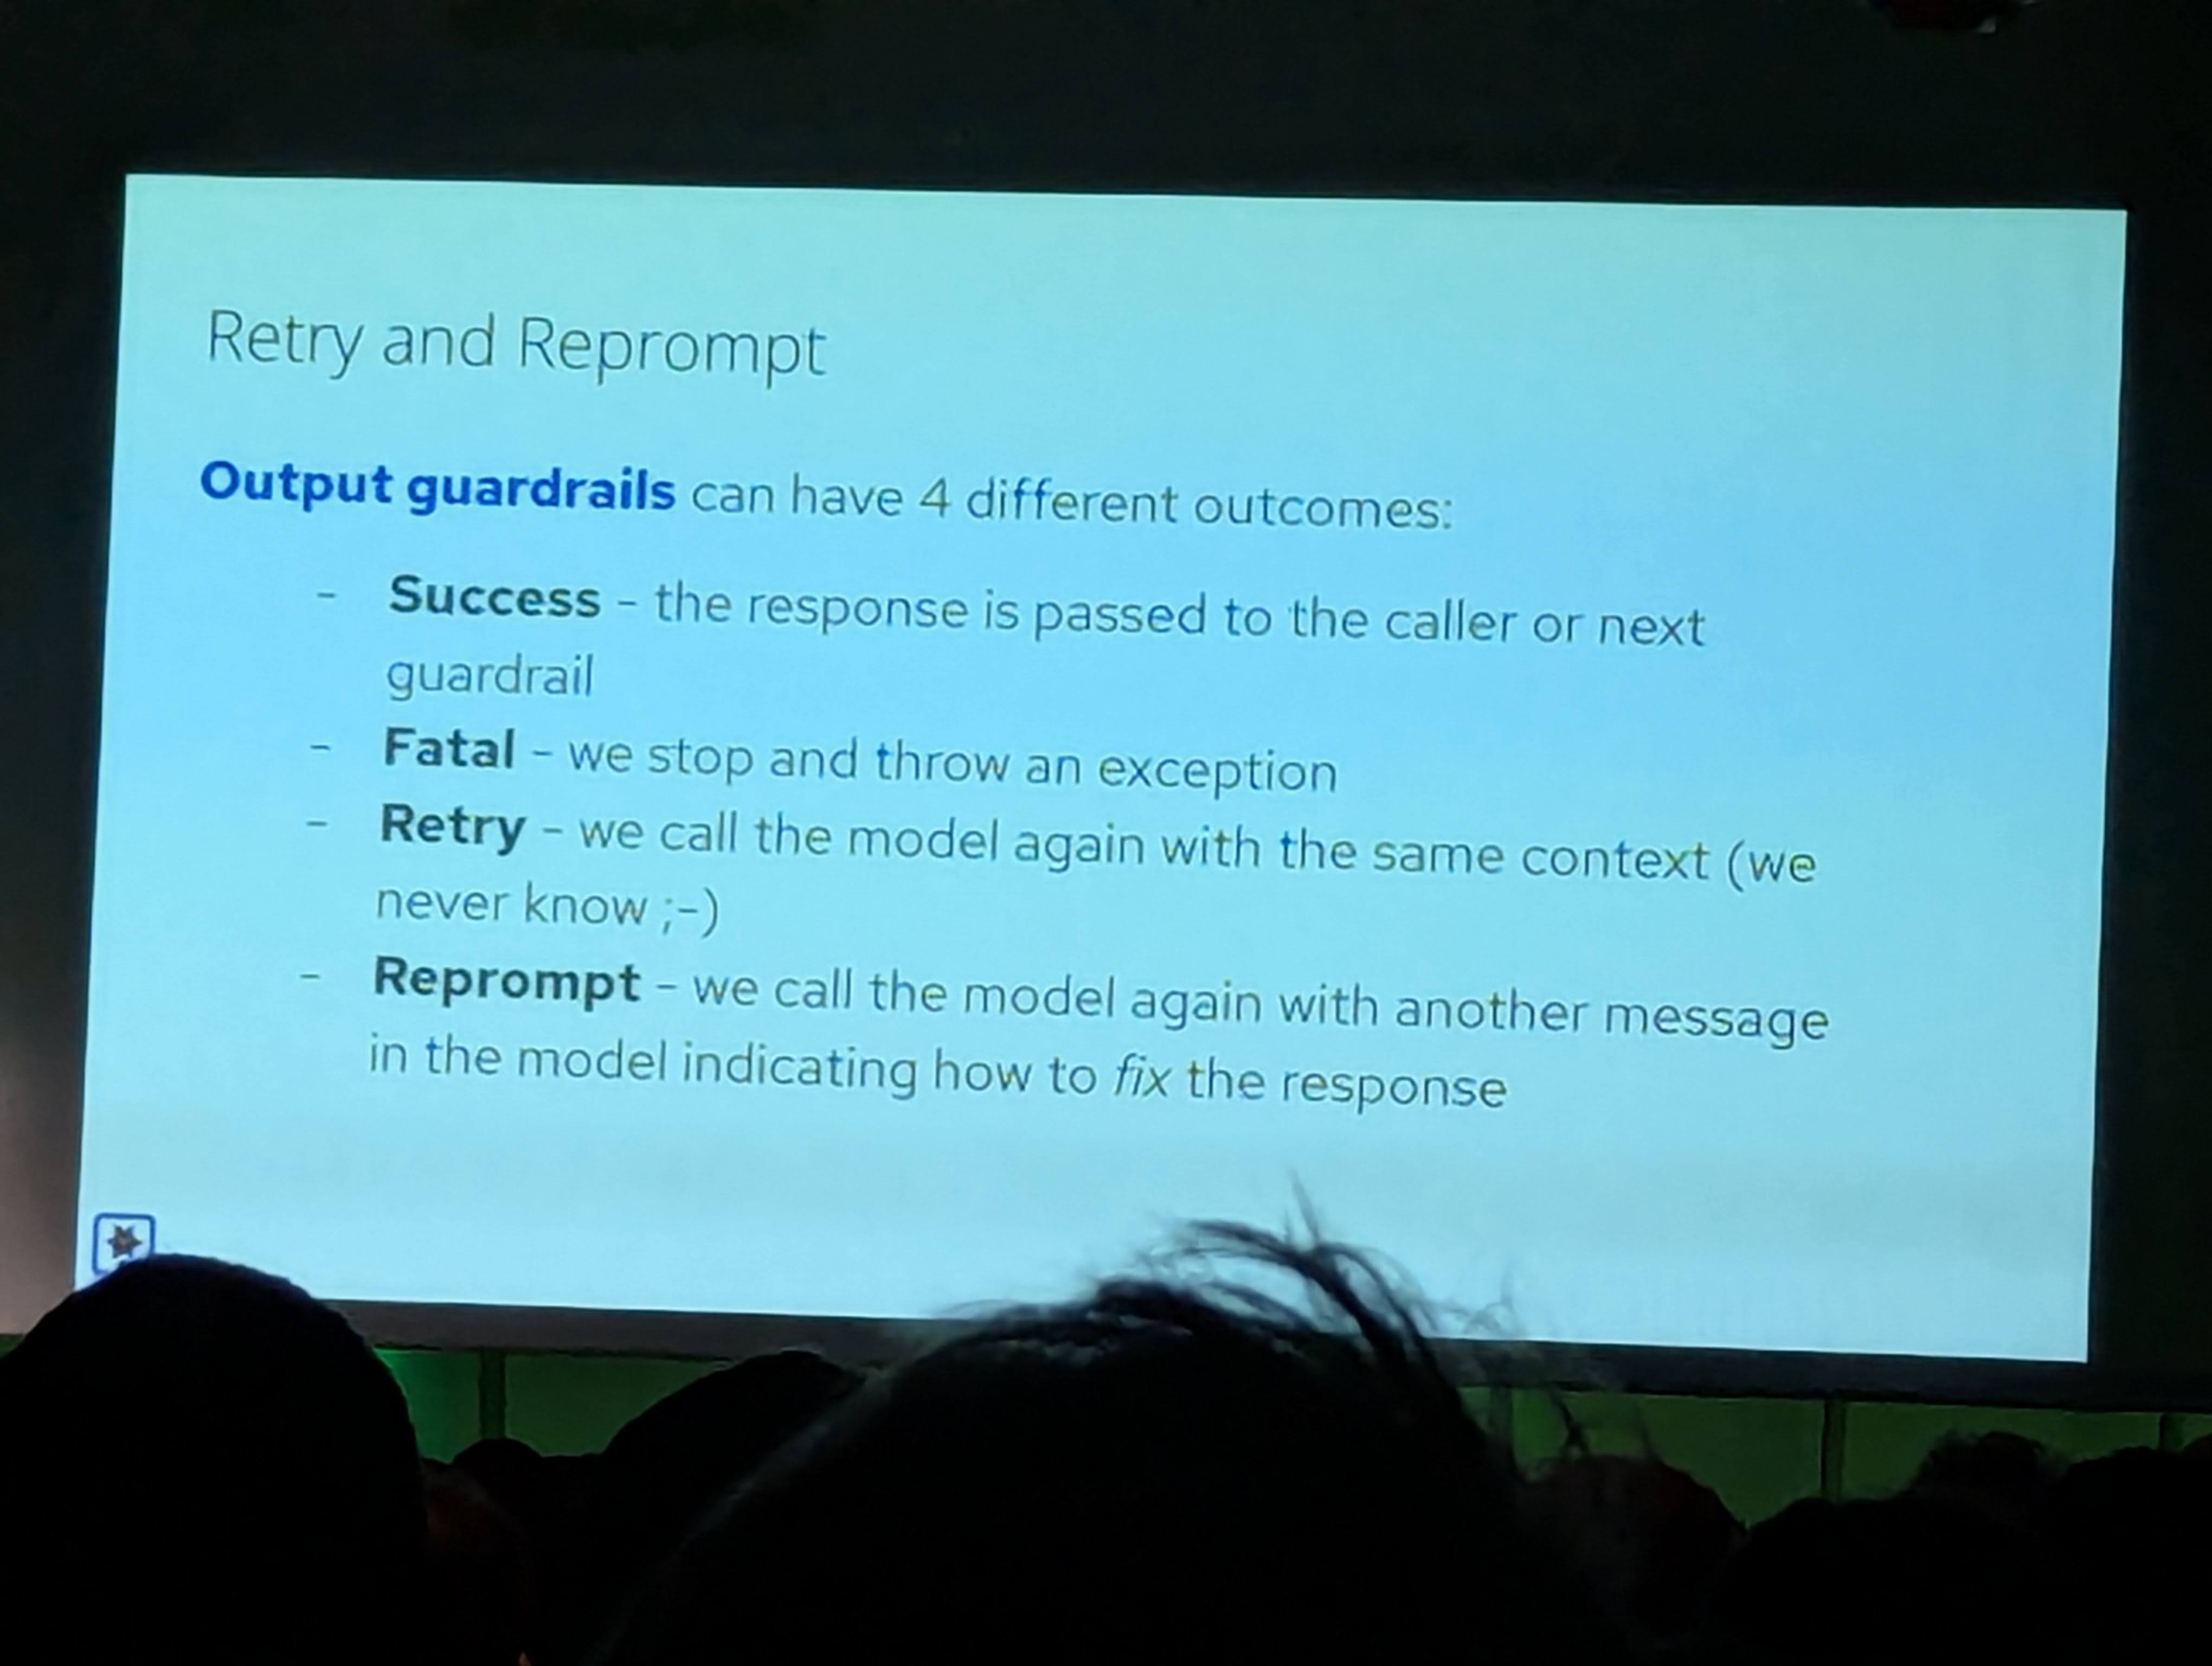 Retry and Reprompt
Output guardrails can have 4 different outcomes:
- Success - the response is passed to the caller or next
guardrail
- Fatal - we stop and throw an exception
- Retry - we call the model again with the same context (we
never know ;-)
- Reprompt - we call the model again with another message
in the model indicating how to fix the response